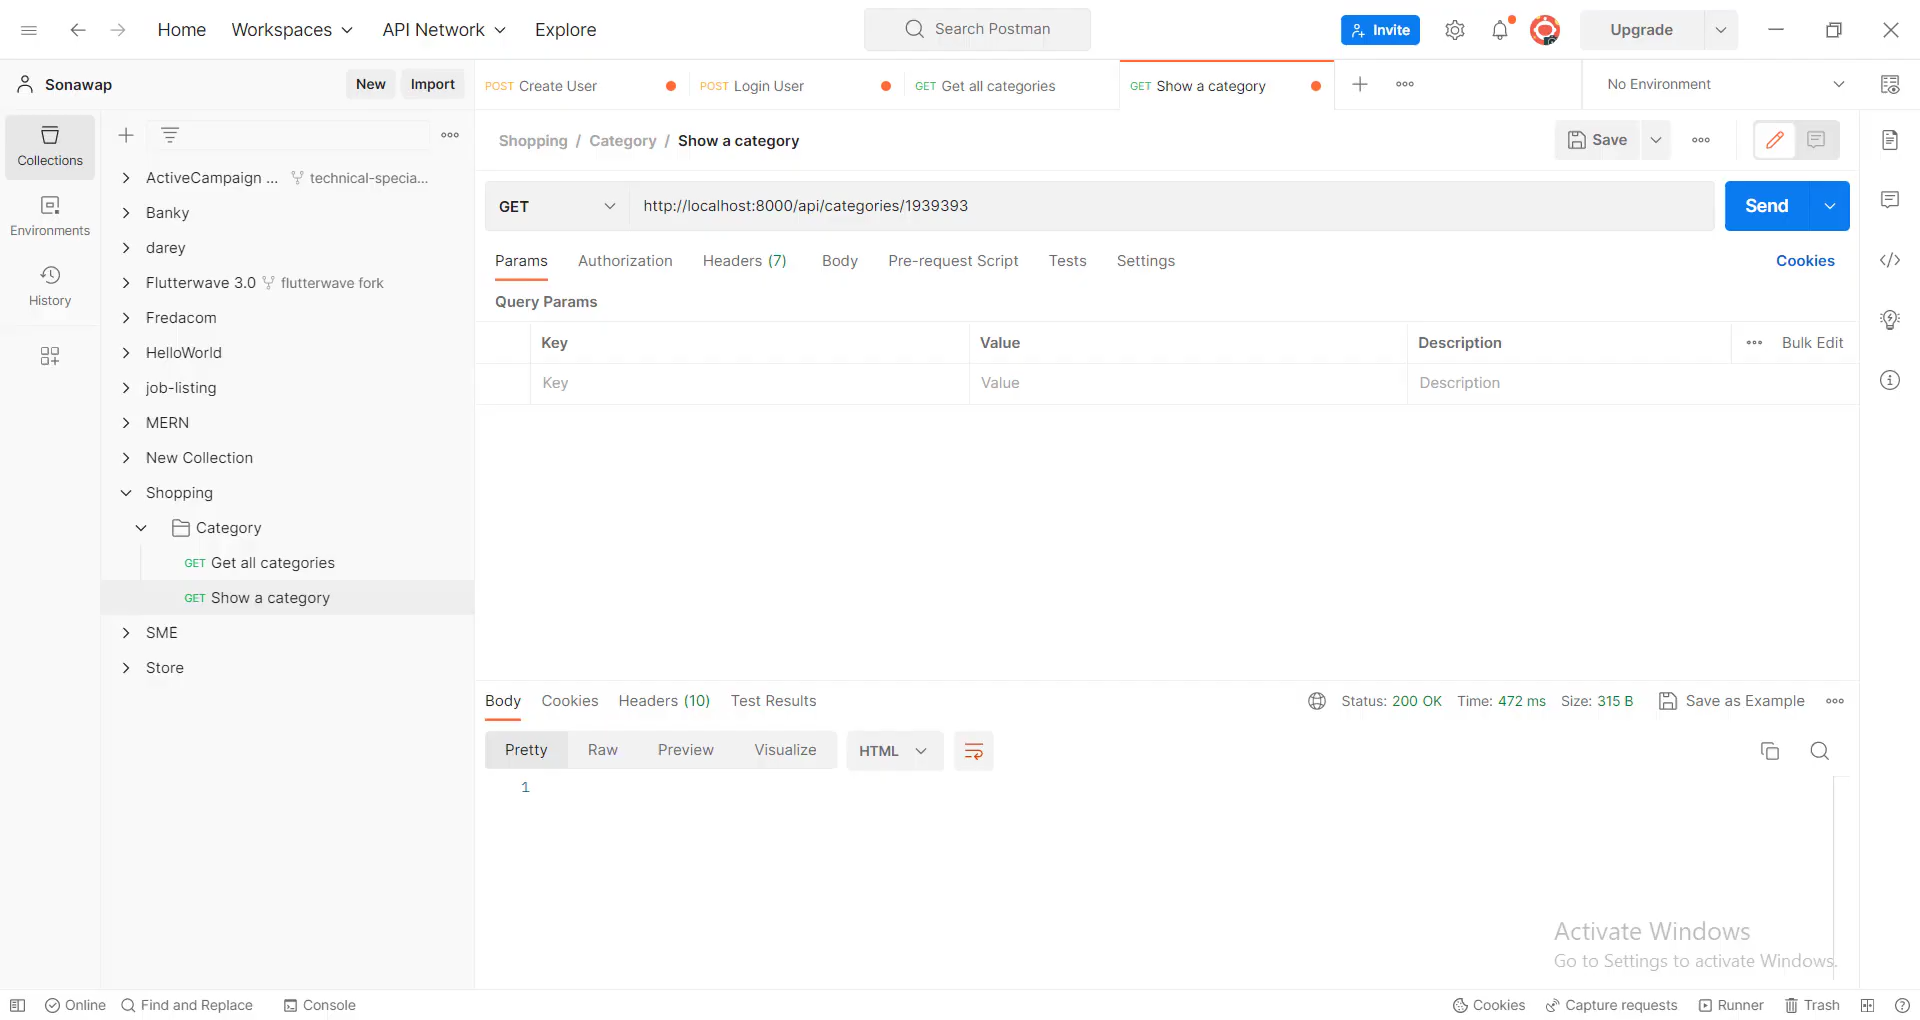 Home Workspaces API Network Explore Search Postman Invite Upgrade
Sonawap New Import POST Create User POST Login User GET Get all categories GET Show a category No Environment
Collections
Environments
History
ActiveCampaign ... technical-specia...
Banky
darey
Flutterwave 3.0 flutterwave fork
Fredacom
HelloWorld
job-listing
MERN
New Collection
Shopping
Category
GET Get all categories
GET Show a category
SME
Store
Shopping / Category / Show a category Save
GET http://localhost:8000/api/categories/1939393 Send
Params Authorization Headers (7) Body Pre-request Script Tests Settings Cookies
Query Params
Key Value Description Bulk Edit
Key Value Description
Body Cookies Headers (10) Test Results Status: 200 OK Time: 472 ms Size: 315 B Save as Example
Pretty Raw Preview Visualize HTML
1
Activate Windows
Go to Settings to activate Windows.
Online Find and Replace Console Cookies Capture requests Runner Trash